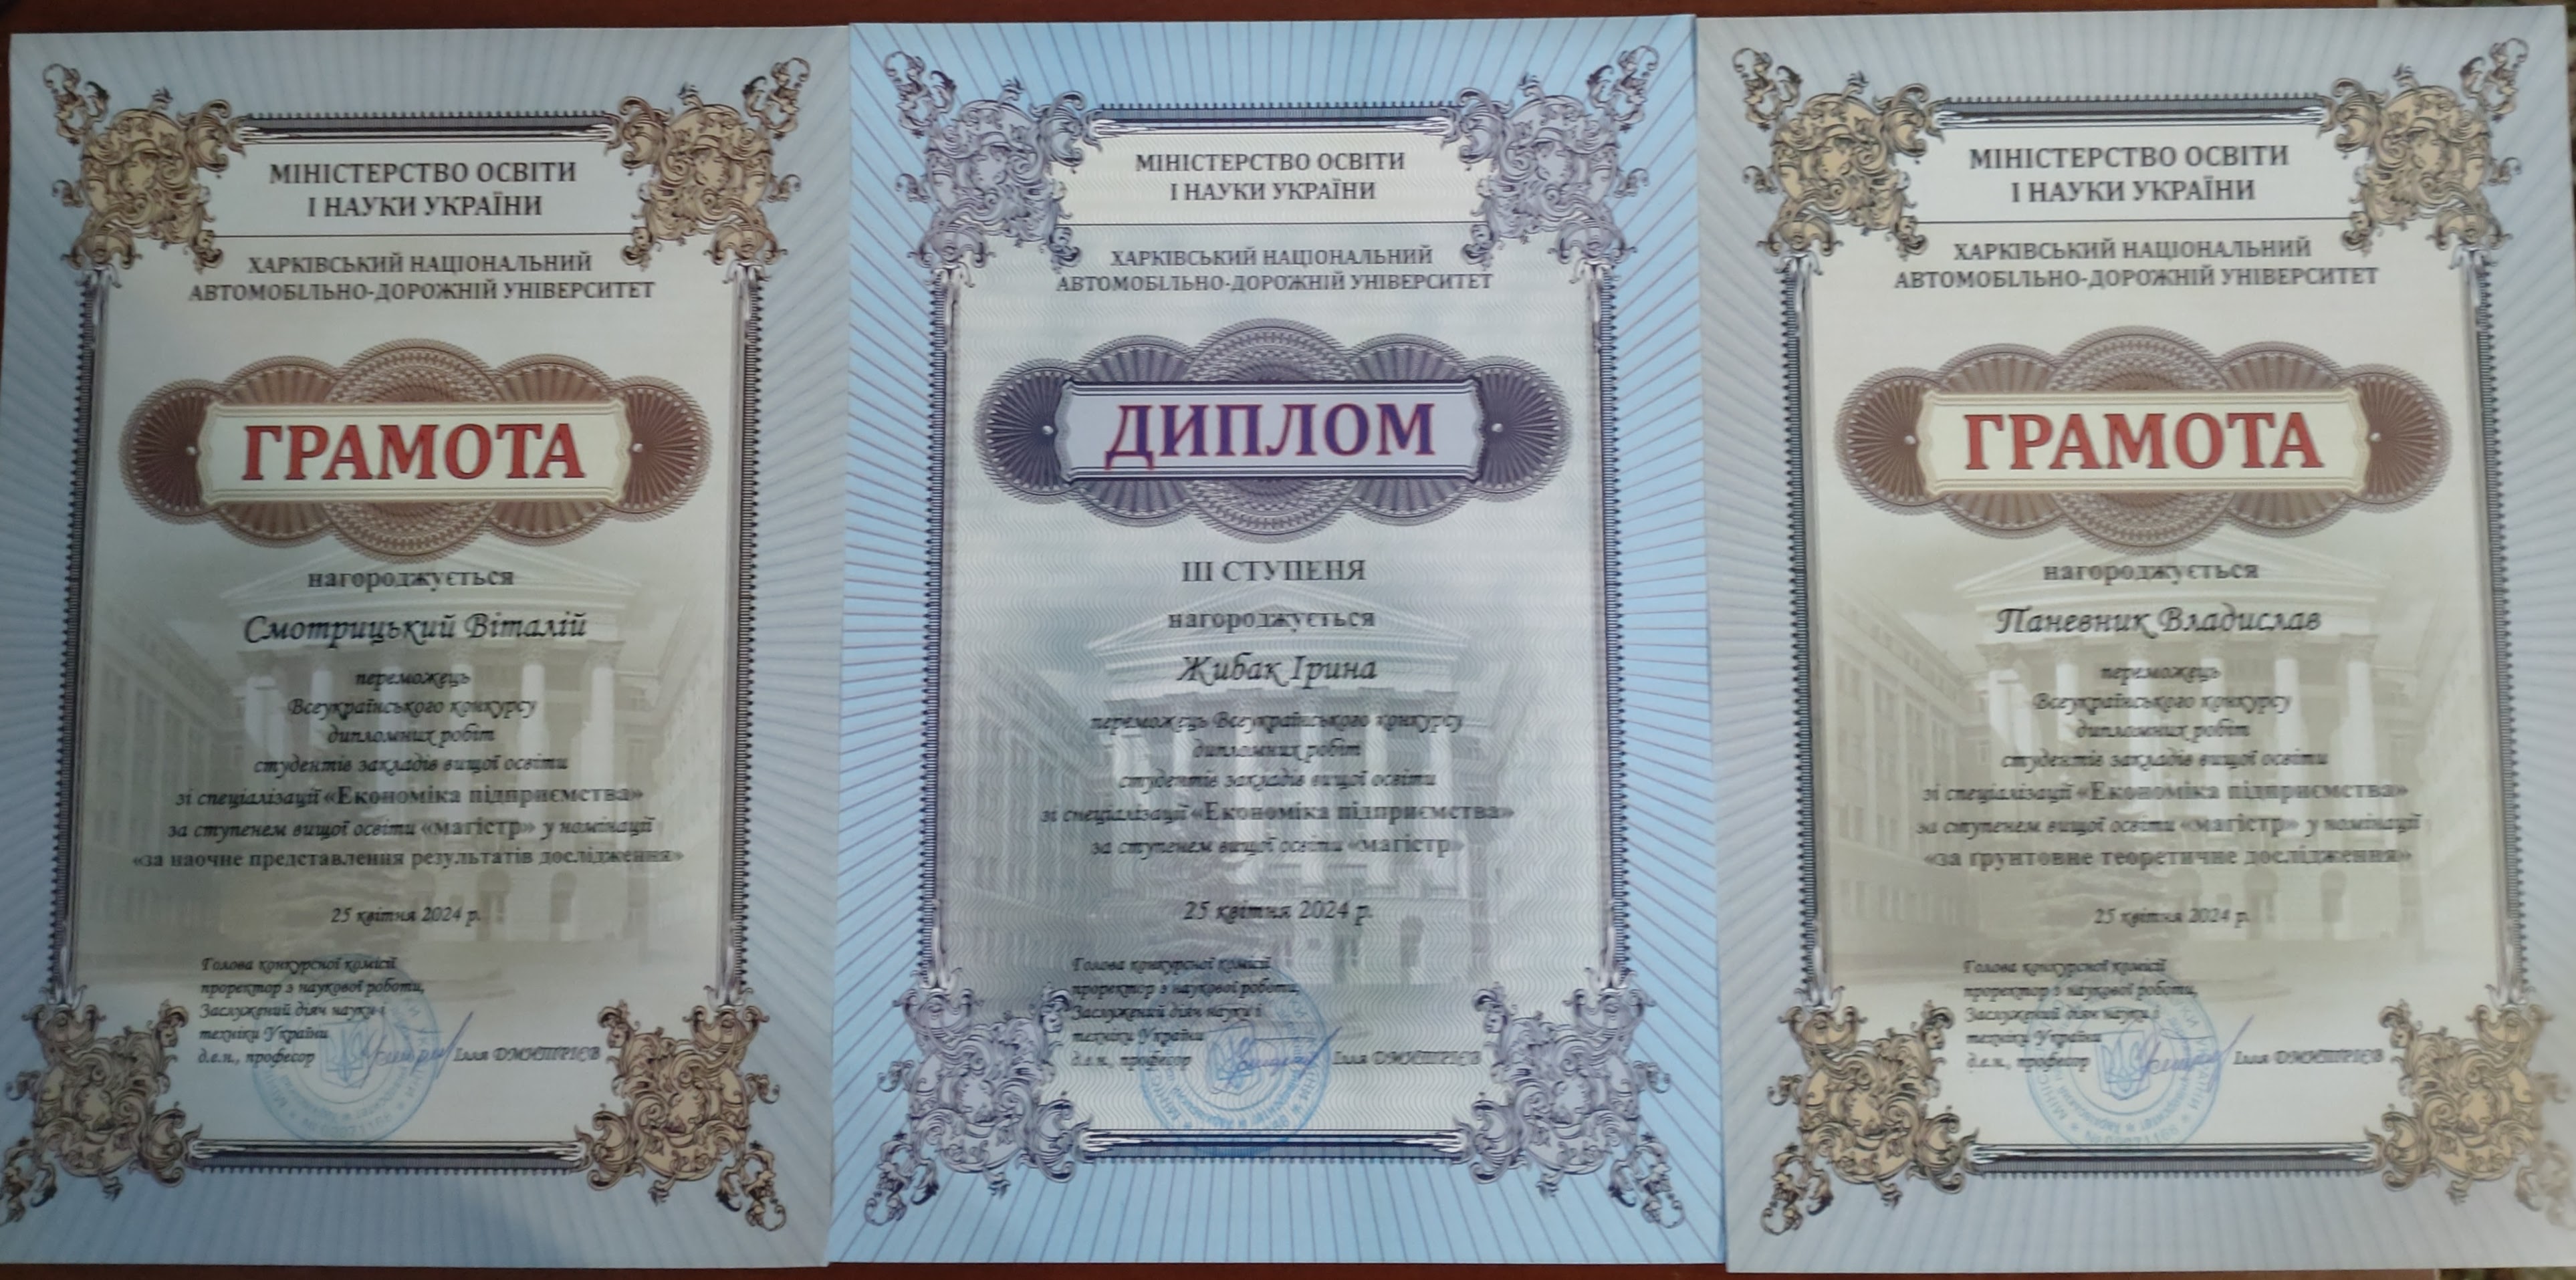 МІНІСТЕРСТВО ОСВІТИ
І НАУКИ УКРАЇНИ
ХАРКІВСЬКИЙ НАЦІОНАЛЬНИЙ
АВТОМОБІЛЬНО-ДОРОЖНІЙ УНІВЕРСИТЕТ
ГРАМОТА
нагороджується
Смотрицький Віталій
переможець
Всеукраїнського конкурсу
дипломних робіт
студентів закладів вищої освіти
зі спеціалізації «Економіка підприємства»
за ступенем вищої освіти «магістр» у номінації
«за наочне представлення результатів дослідження»
25 квітня 2024 р.
Голова конкурсної комісії
проректор з наукової роботи,
Заслужений діяч науки і
техніки України
д.е.н., професор Ілля ДМИТРІЄВ
МІНІСТЕРСТВО ОСВІТИ
І НАУКИ УКРАЇНИ
ХАРКІВСЬКИЙ НАЦІОНАЛЬНИЙ
АВТОМОБІЛЬНО-ДОРОЖНІЙ УНІВЕРСИТЕТ
ДИПЛОМ
ІІІ СТУПЕНЯ
нагороджується
Жибак Ірина
переможець Всеукраїнського конкурсу
дипломних робіт
студентів закладів вищої освіти
зі спеціалізації «Економіка підприємства»
за ступенем вищої освіти «магістр»
25 квітня 2024 р.
Голова конкурсної комісії
проректор з наукової роботи,
Заслужений діяч науки і
техніки України
д.е.н., професор Ілля ДМИТРІЄВ
МІНІСТЕРСТВО ОСВІТИ
І НАУКИ УКРАЇНИ
ХАРКІВСЬКИЙ НАЦІОНАЛЬНИЙ
АВТОМОБІЛЬНО-ДОРОЖНІЙ УНІВЕРСИТЕТ
ГРАМОТА
нагороджується
Паневник Владислав
переможець
Всеукраїнського конкурсу
дипломних робіт
студентів закладів вищої освіти
зі спеціалізації «Економіка підприємства»
за ступенем вищої освіти «магістр» у номінації
«за ґрунтовне теоретичне дослідження»
25 квітня 2024 р.
Голова конкурсної комісії
проректор з наукової роботи,
Заслужений діяч науки і
техніки України
д.е.н., професор Ілля ДМИТРІЄВ